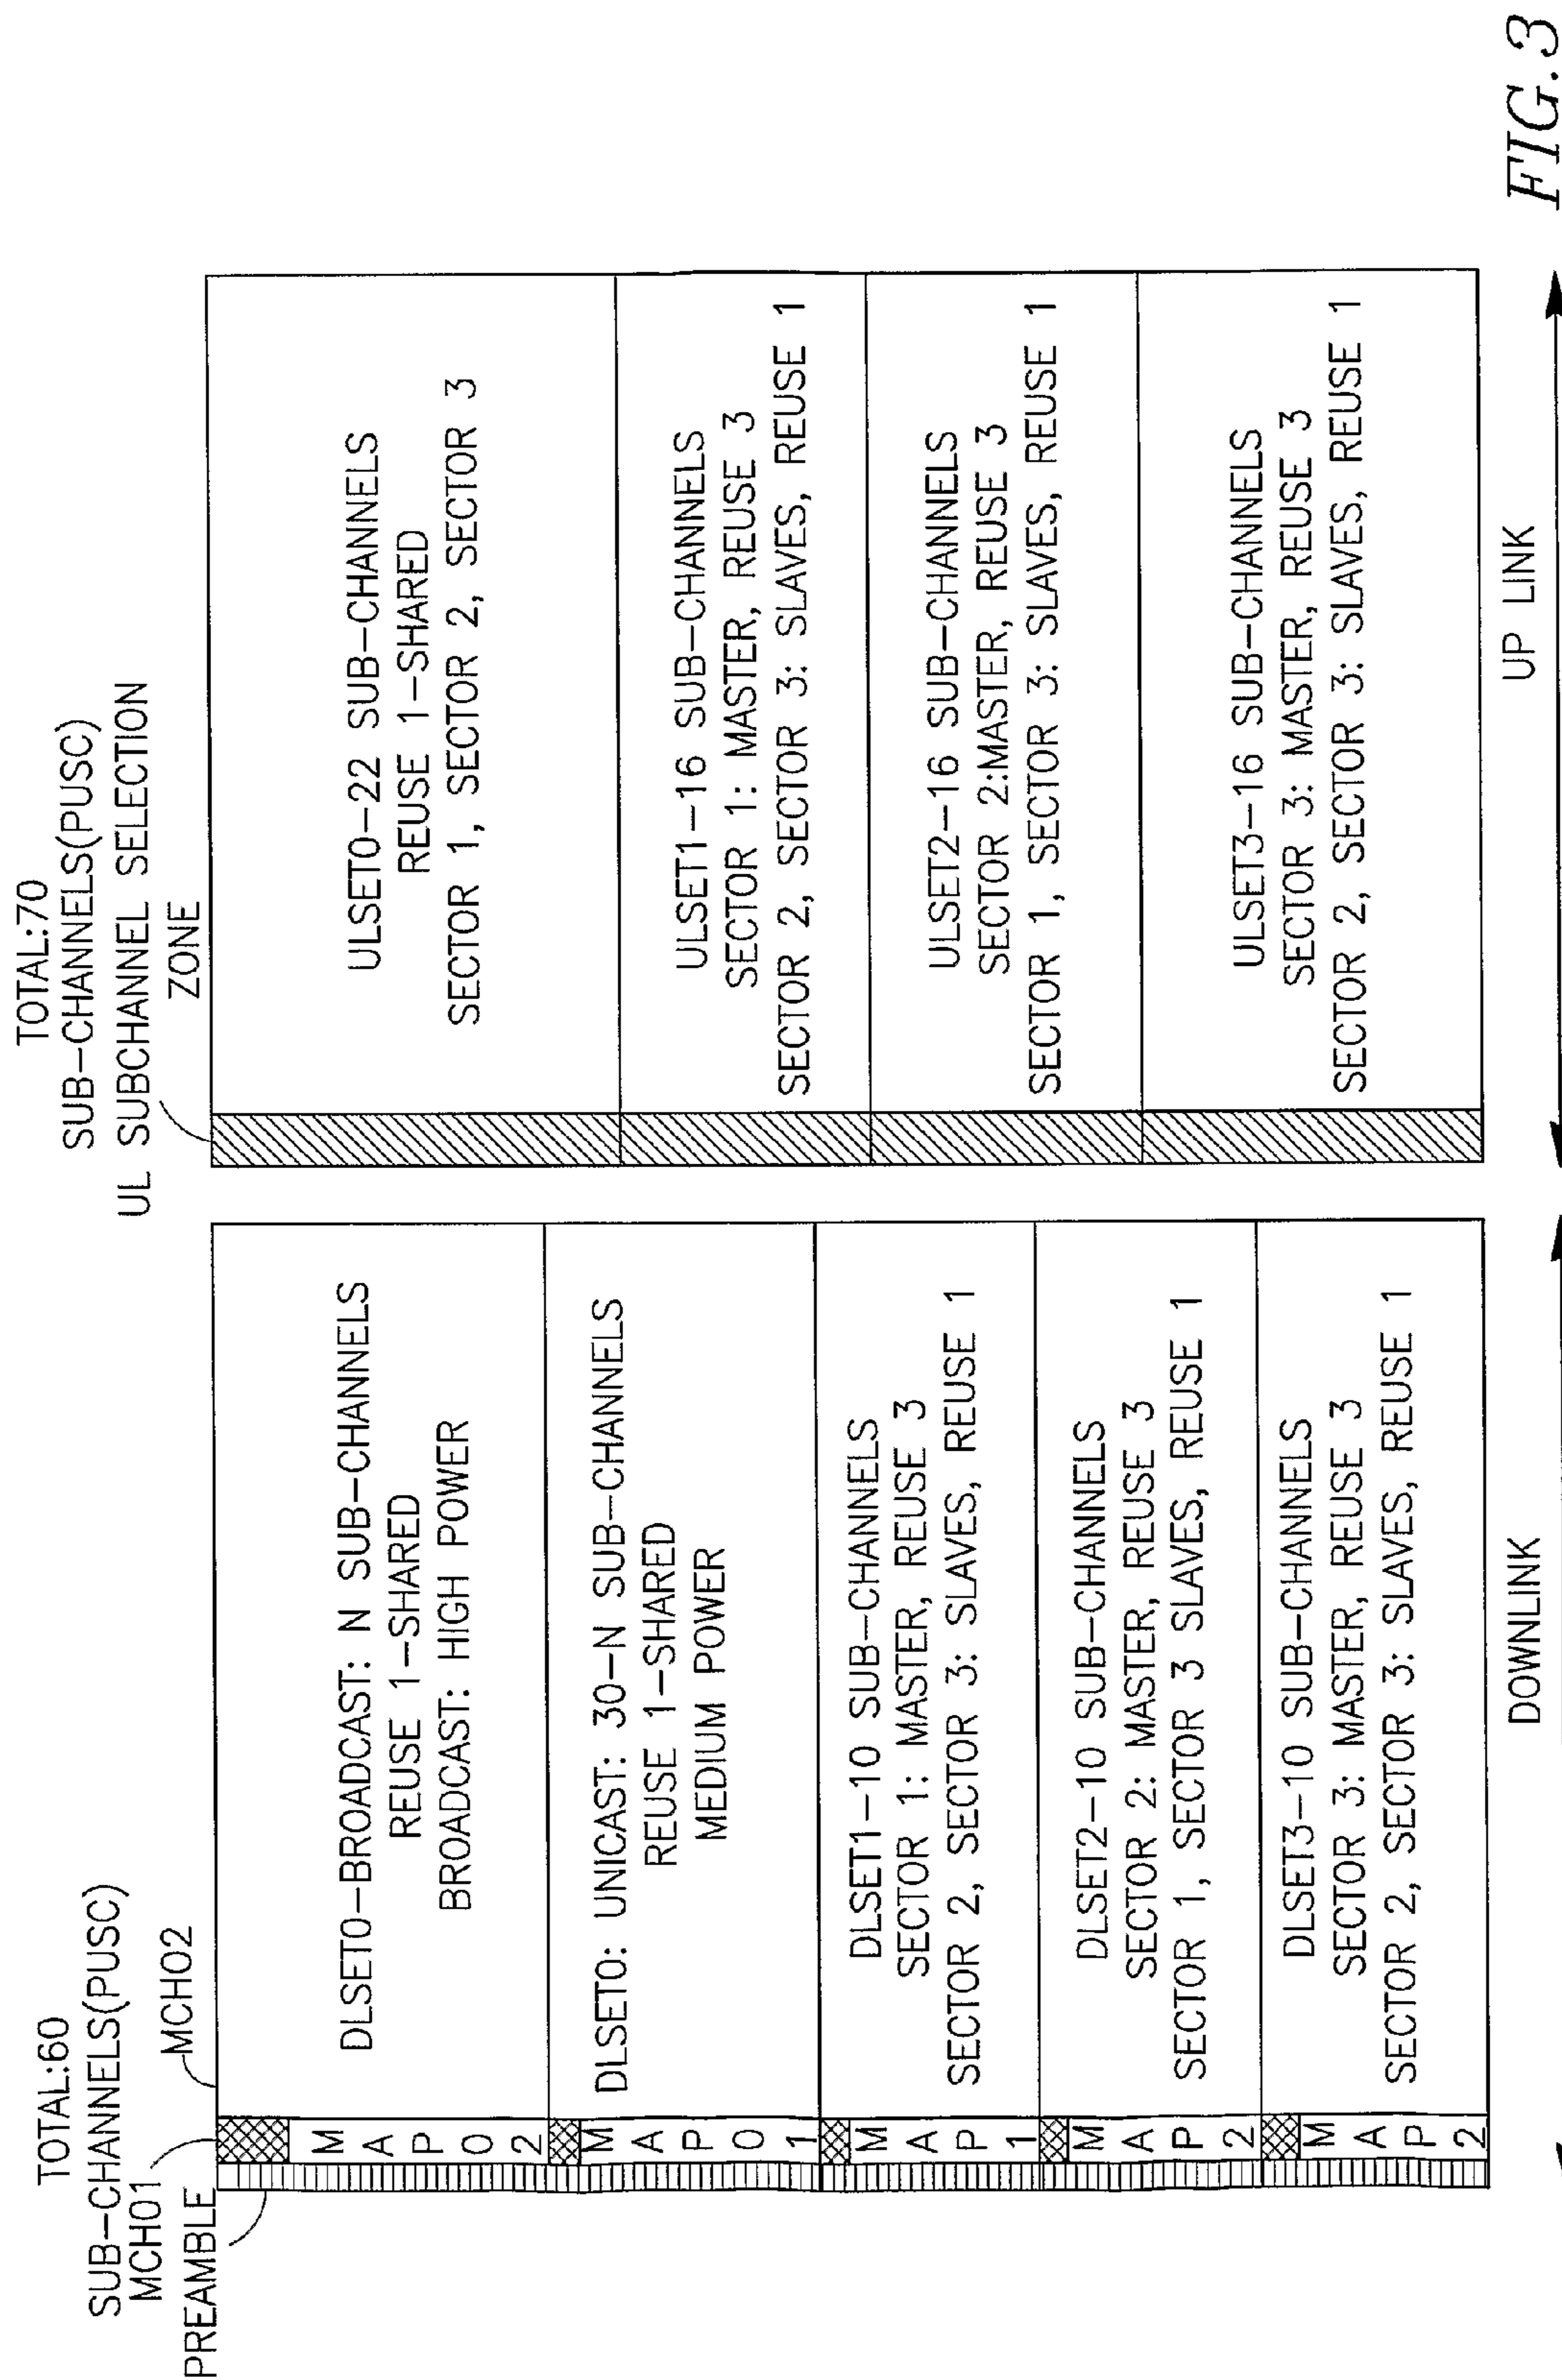 TOTAL:60
SUB-CHANNELS(PUSC)
MCH01
PREAMBLE
MCH02
MAP02
DLSET0-BROADCAST: N SUB-CHANNELS
REUSE 1-SHARED
BROADCAST: HIGH POWER
MAP01
DLSET0: UNICAST: 30-N SUB-CHANNELS
REUSE 1-SHARED
MEDIUM POWER
MAP1
DLSET1-10 SUB-CHANNELS
SECTOR 1: MASTER, REUSE 3
SECTOR 2, SECTOR 3: SLAVES, REUSE 1
MAP2
DLSET2-10 SUB-CHANNELS
SECTOR 2: MASTER, REUSE 3
SECTOR 1, SECTOR 3 SLAVES, REUSE 1
MAP2
DLSET3-10 SUB-CHANNELS
SECTOR 3: MASTER, REUSE 3
SECTOR 2, SECTOR 3: SLAVES, REUSE 1
DOWNLINK
TOTAL:70
SUB-CHANNELS(PUSC)
UL SUBCHANNEL SELECTION
ZONE
ULSET0-22 SUB-CHANNELS
REUSE 1-SHARED
SECTOR 1, SECTOR 2, SECTOR 3
ULSET1-16 SUB-CHANNELS
SECTOR 1: MASTER, REUSE 3
SECTOR 2, SECTOR 3: SLAVES, REUSE 1
ULSET2-16 SUB-CHANNELS
SECTOR 2:MASTER, REUSE 3
SECTOR 1, SECTOR 3: SLAVES, REUSE 1
ULSET3-16 SUB-CHANNELS
SECTOR 3: MASTER, REUSE 3
SECTOR 2, SECTOR 3: SLAVES, REUSE 1
UP LINK
FIG.3